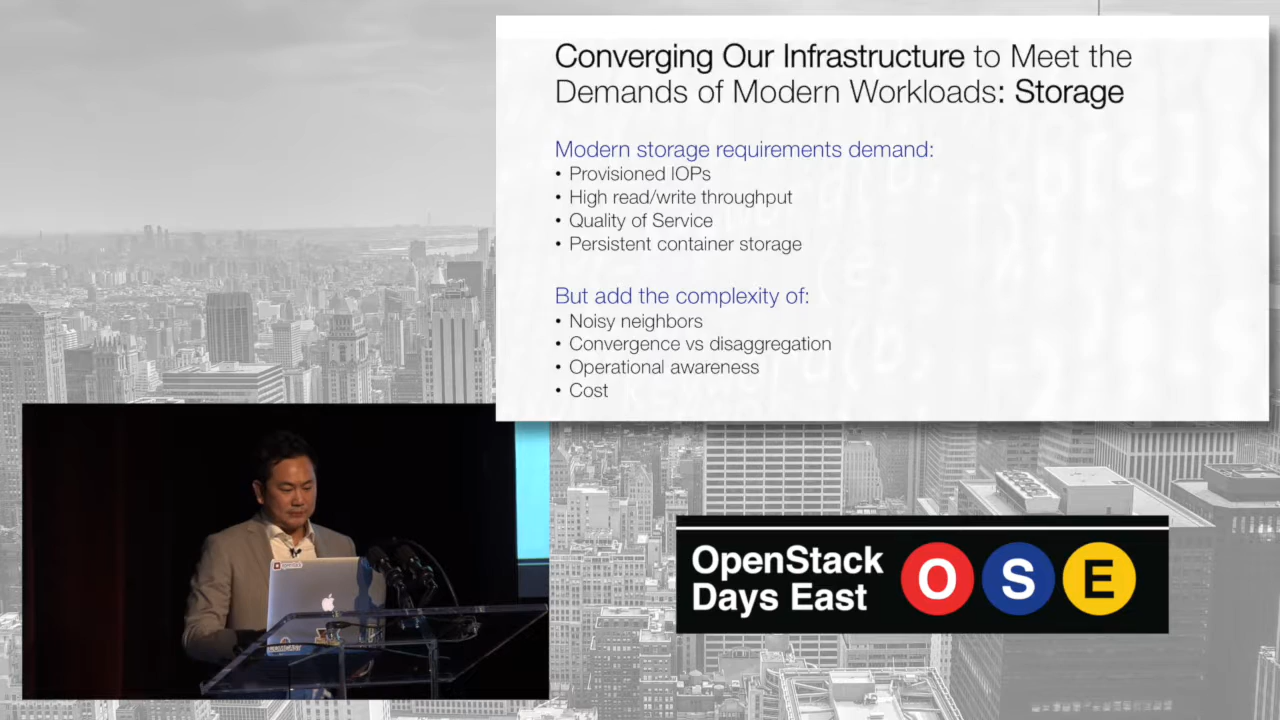 Converging Our Infrastructure to Meet the
Demands of Modern Workloads: Storage
Modern storage requirements demand:
• Provisioned IOPs
• High read/write throughput
• Quality of Service
• Persistent container storage
But add the complexity of:
• Noisy neighbors
• Convergence vs disaggregation
• Operational awareness
• Cost
OpenStack
Days East
O S E